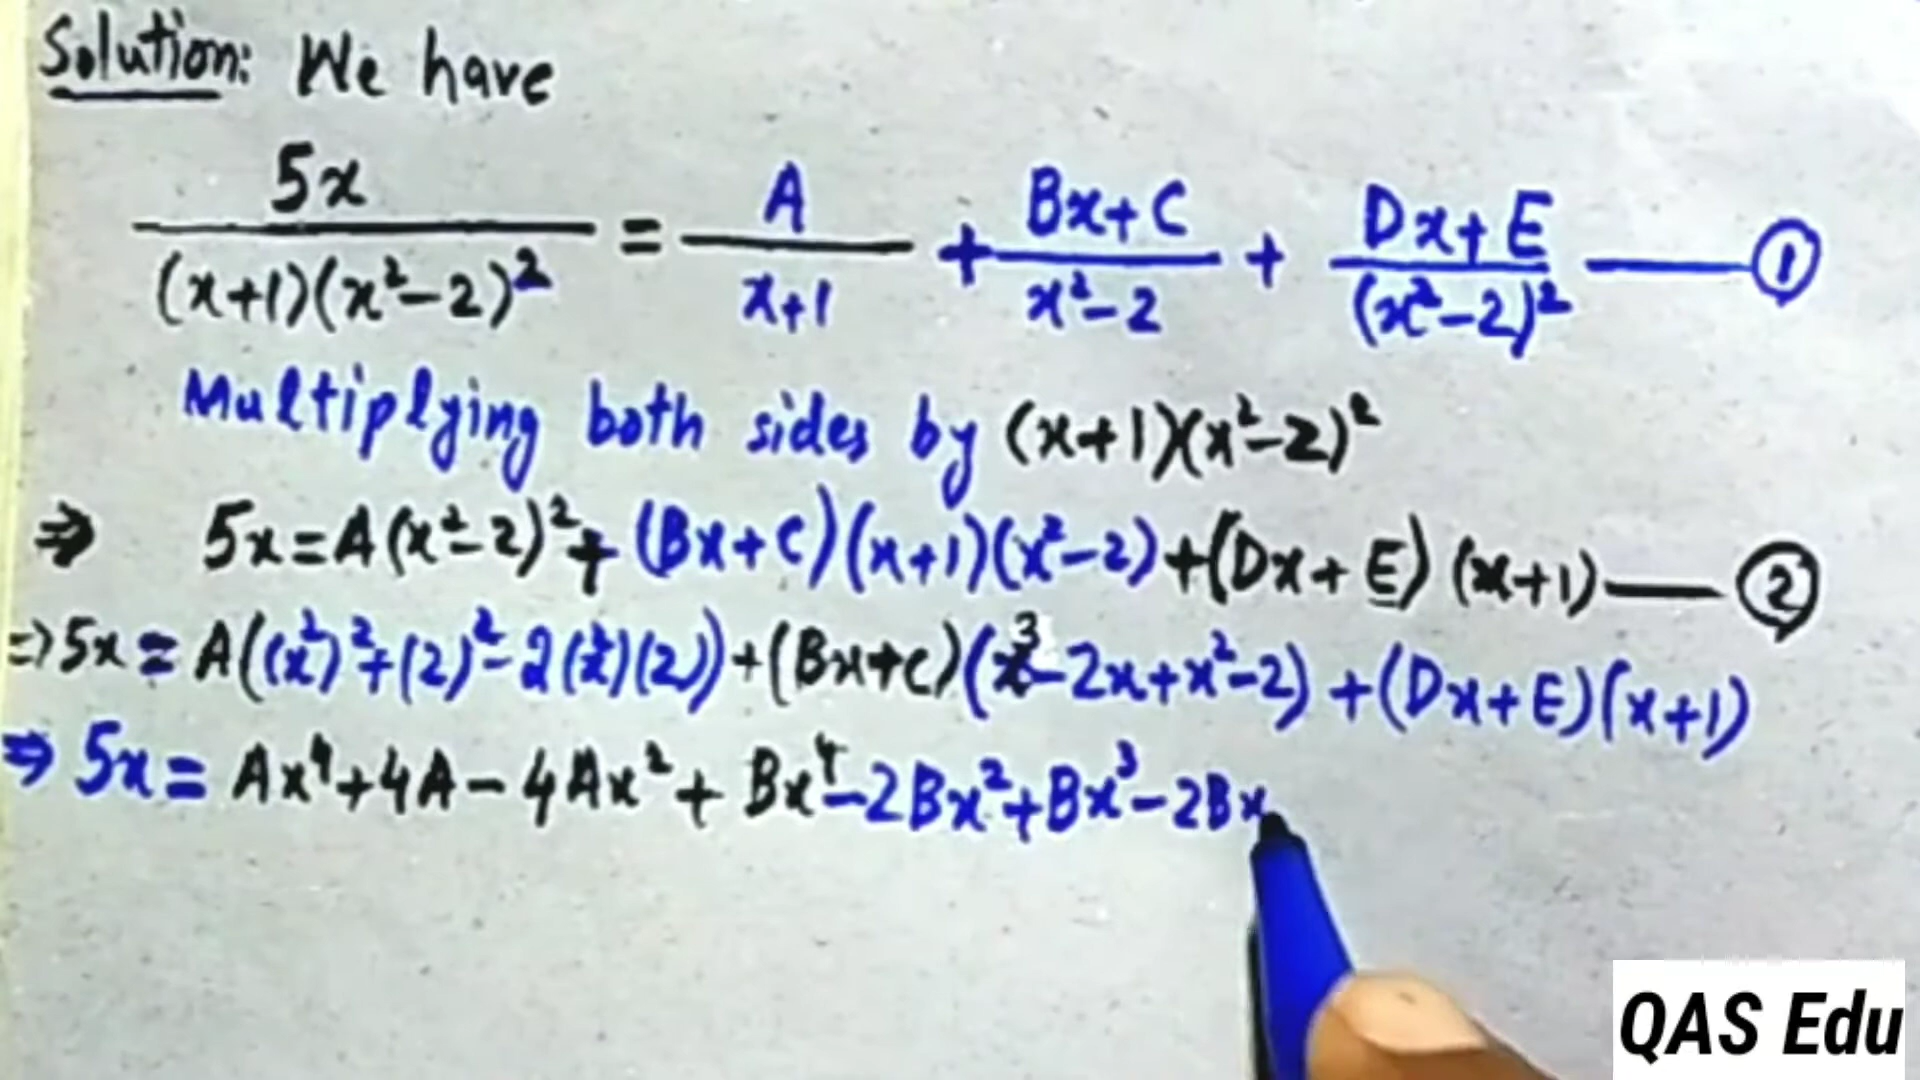 Solution: We have
5x / (x+1)(x²-2)² = A / x+1 + Bx+C / x²-2 + Dx+E / (x²-2)² —— ①
Multiplying both sides by (x+1)(x²-2)²
⇒ 5x = A(x²-2)² + (Bx+C)(x+1)(x²-2) + (Dx+E)(x+1) —— ②
⇒ 5x = A((x²)²+(2)²-2(x²)(2)) + (Bx+C)(x³-2x+x²-2) + (Dx+E)(x+1)
⇒ 5x = Ax⁴+4A-4Ax²+Bx⁴-2Bx²+Bx³-2Bx
QAS Edu